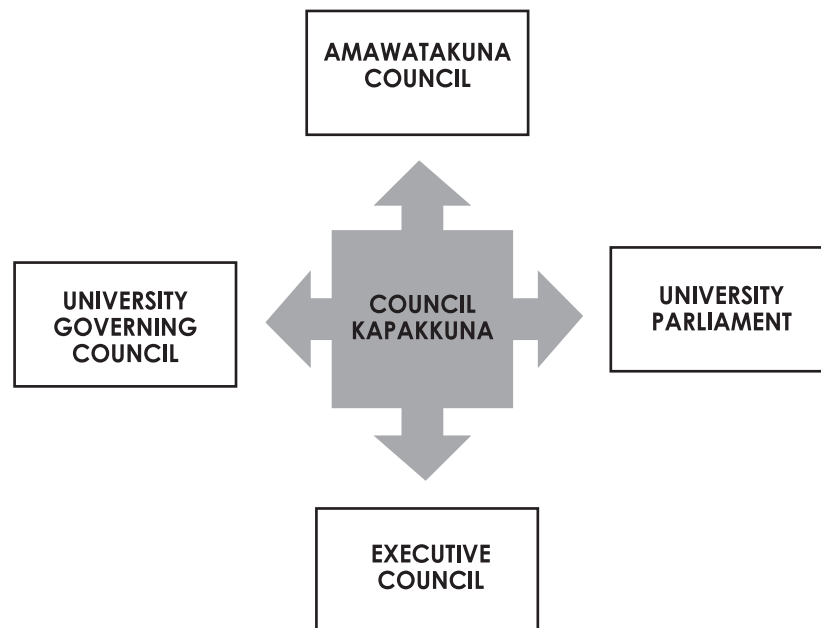 AMAWATAKUNA
COUNCIL
UNIVERSITY
GOVERNING
COUNCIL
COUNCIL
KAPAKKUNA
UNIVERSITY
PARLIAMENT
EXECUTIVE
COUNCIL